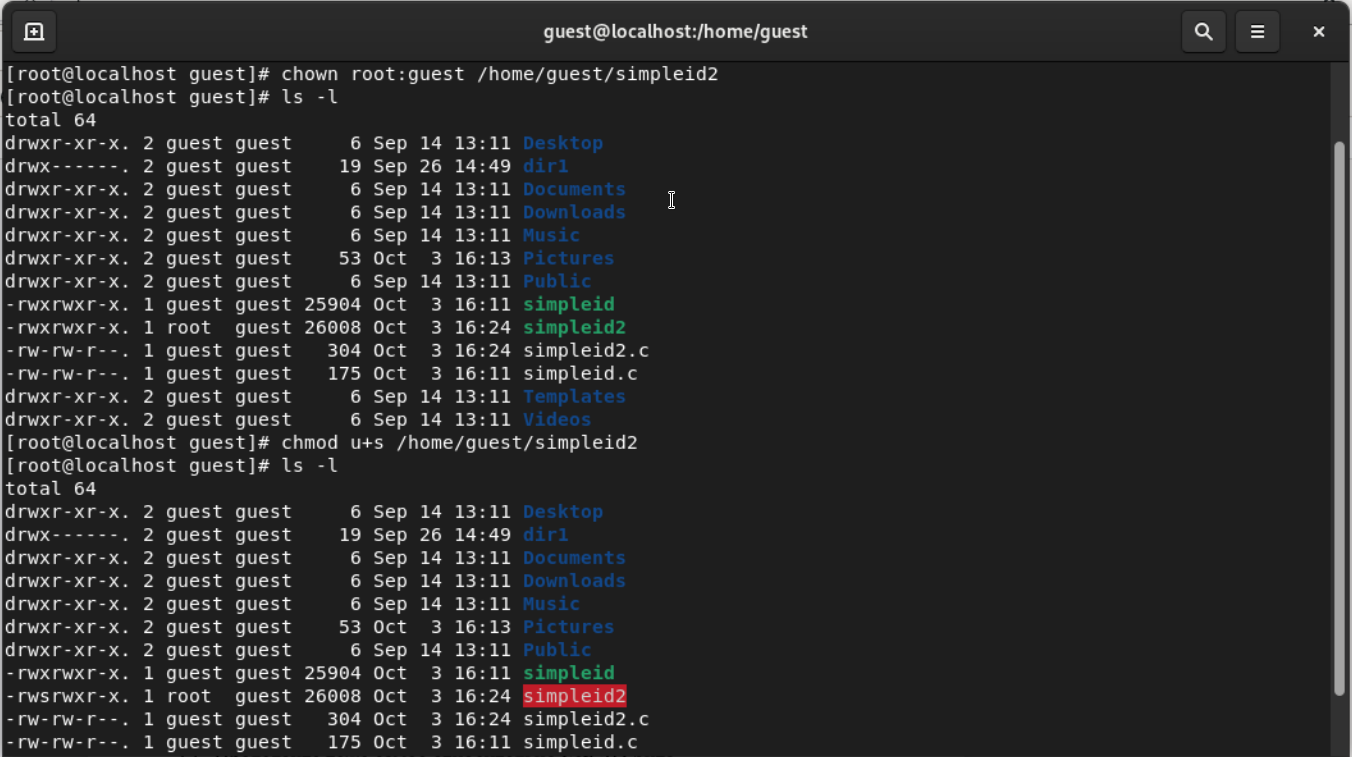 guest@localhost:/home/guest
[root@localhost guest]# chown root:guest /home/guest/simpleid2
[root@localhost guest]# ls -l
total 64
drwxr-xr-x. 2 guest guest     6 Sep 14 13:11 Desktop
drwx------. 2 guest guest    19 Sep 26 14:49 dir1
drwxr-xr-x. 2 guest guest     6 Sep 14 13:11 Documents
drwxr-xr-x. 2 guest guest     6 Sep 14 13:11 Downloads
drwxr-xr-x. 2 guest guest     6 Sep 14 13:11 Music
drwxr-xr-x. 2 guest guest    53 Oct  3 16:13 Pictures
drwxr-xr-x. 2 guest guest     6 Sep 14 13:11 Public
-rwxrwxr-x. 1 guest guest 25904 Oct  3 16:11 simpleid
-rwxrwxr-x. 1 root  guest 26008 Oct  3 16:24 simpleid2
-rw-rw-r--. 1 guest guest   304 Oct  3 16:24 simpleid2.c
-rw-rw-r--. 1 guest guest   175 Oct  3 16:11 simpleid.c
drwxr-xr-x. 2 guest guest     6 Sep 14 13:11 Templates
drwxr-xr-x. 2 guest guest     6 Sep 14 13:11 Videos
[root@localhost guest]# chmod u+s /home/guest/simpleid2
[root@localhost guest]# ls -l
total 64
drwxr-xr-x. 2 guest guest     6 Sep 14 13:11 Desktop
drwx------. 2 guest guest    19 Sep 26 14:49 dir1
drwxr-xr-x. 2 guest guest     6 Sep 14 13:11 Documents
drwxr-xr-x. 2 guest guest     6 Sep 14 13:11 Downloads
drwxr-xr-x. 2 guest guest     6 Sep 14 13:11 Music
drwxr-xr-x. 2 guest guest    53 Oct  3 16:13 Pictures
drwxr-xr-x. 2 guest guest     6 Sep 14 13:11 Public
-rwxrwxr-x. 1 guest guest 25904 Oct  3 16:11 simpleid
-rwsrwxr-x. 1 root  guest 26008 Oct  3 16:24 simpleid2
-rw-rw-r--. 1 guest guest   304 Oct  3 16:24 simpleid2.c
-rw-rw-r--. 1 guest guest   175 Oct  3 16:11 simpleid.c